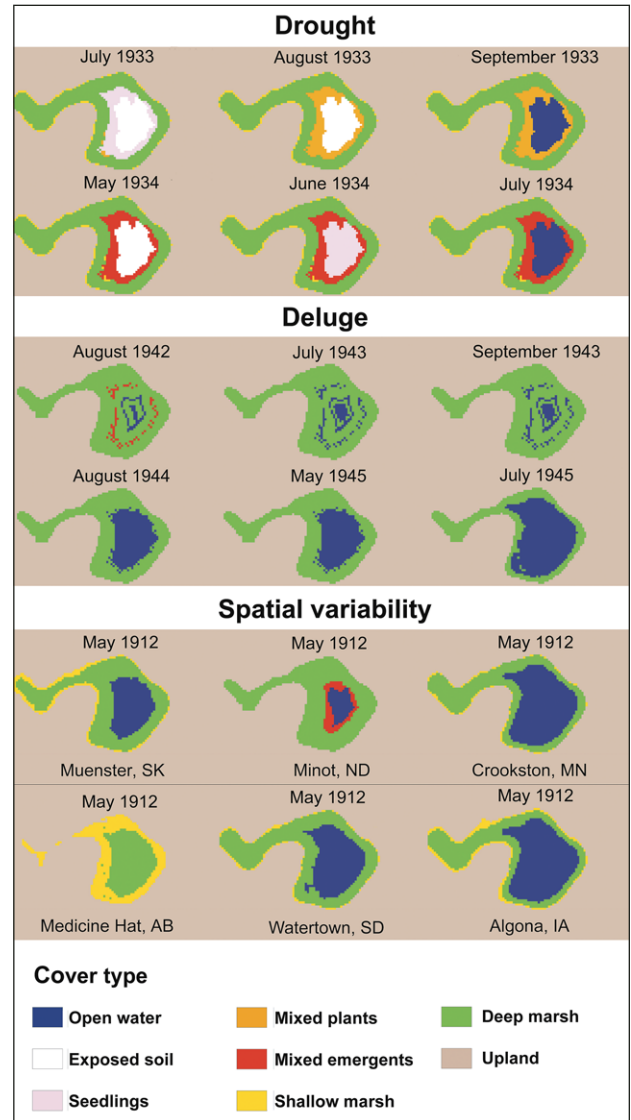 Drought
July 1933
August 1933
September 1933
May 1934
June 1934
July 1934
Deluge
August 1942
July 1943
September 1943
August 1944
May 1945
July 1945
Spatial variability
May 1912
May 1912
May 1912
Muenster, SK
Minot, ND
Crookston, MN
May 1912
May 1912
May 1912
Medicine Hat, AB
Watertown, SD
Algona, IA
Cover type
Open water
Mixed plants
Deep marsh
Exposed soil
Mixed emergents
Upland
Seedlings
Shallow marsh